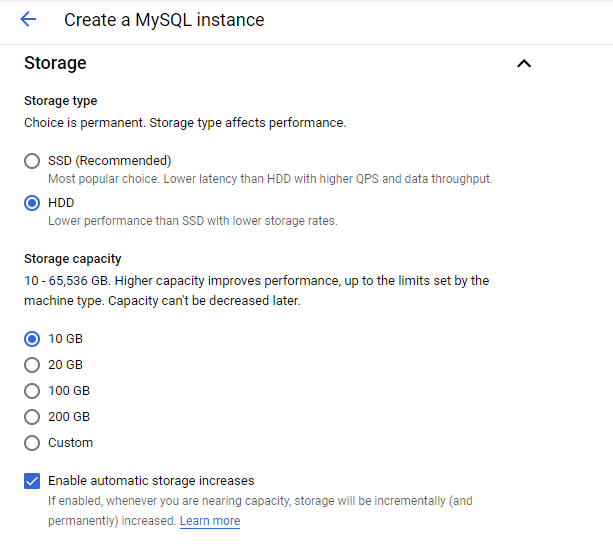 Create a MySQL instance
Storage
Storage type
Choice is permanent. Storage type affects performance.
SSD (Recommended)
Most popular choice. Lower latency than HDD with higher QPS and data throughput.
HDD
Lower performance than SSD with lower storage rates.
Storage capacity
10 - 65,536 GB. Higher capacity improves performance, up to the limits set by the
machine type. Capacity can't be decreased later.
10 GB
20 GB
100 GB
200 GB
Custom
Enable automatic storage increases
If enabled, whenever you are nearing capacity, storage will be incrementally (and
permanently) increased. Learn more